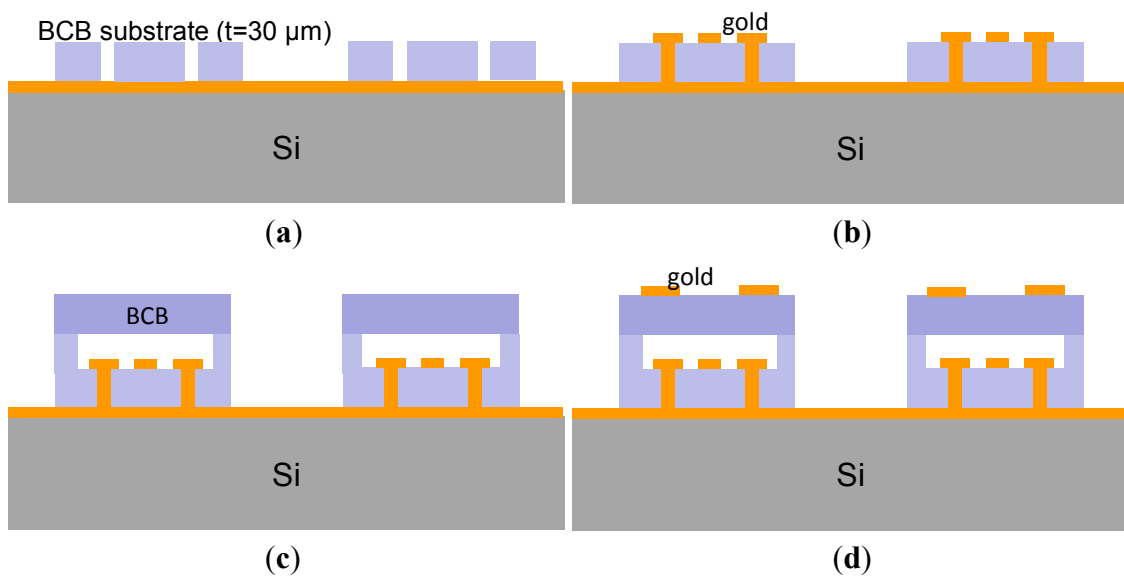 BCB substrate (t=30 µm)
Si
(a)
gold
Si
(b)
BCB
Si
(c)
gold
Si
(d)